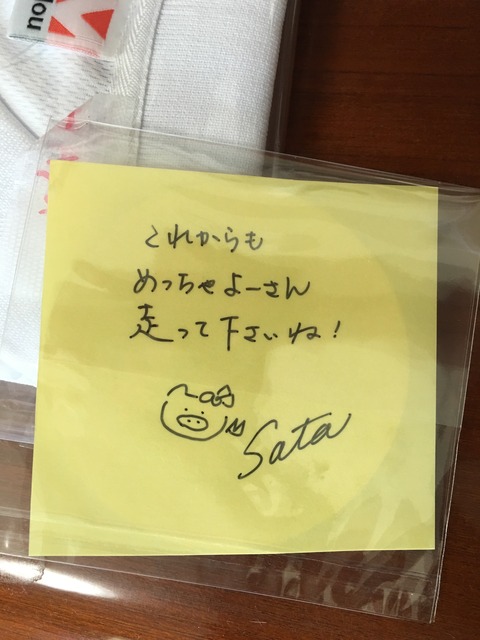 nop
これからも
めっちゃよーさん
走って下さいね!
Sata